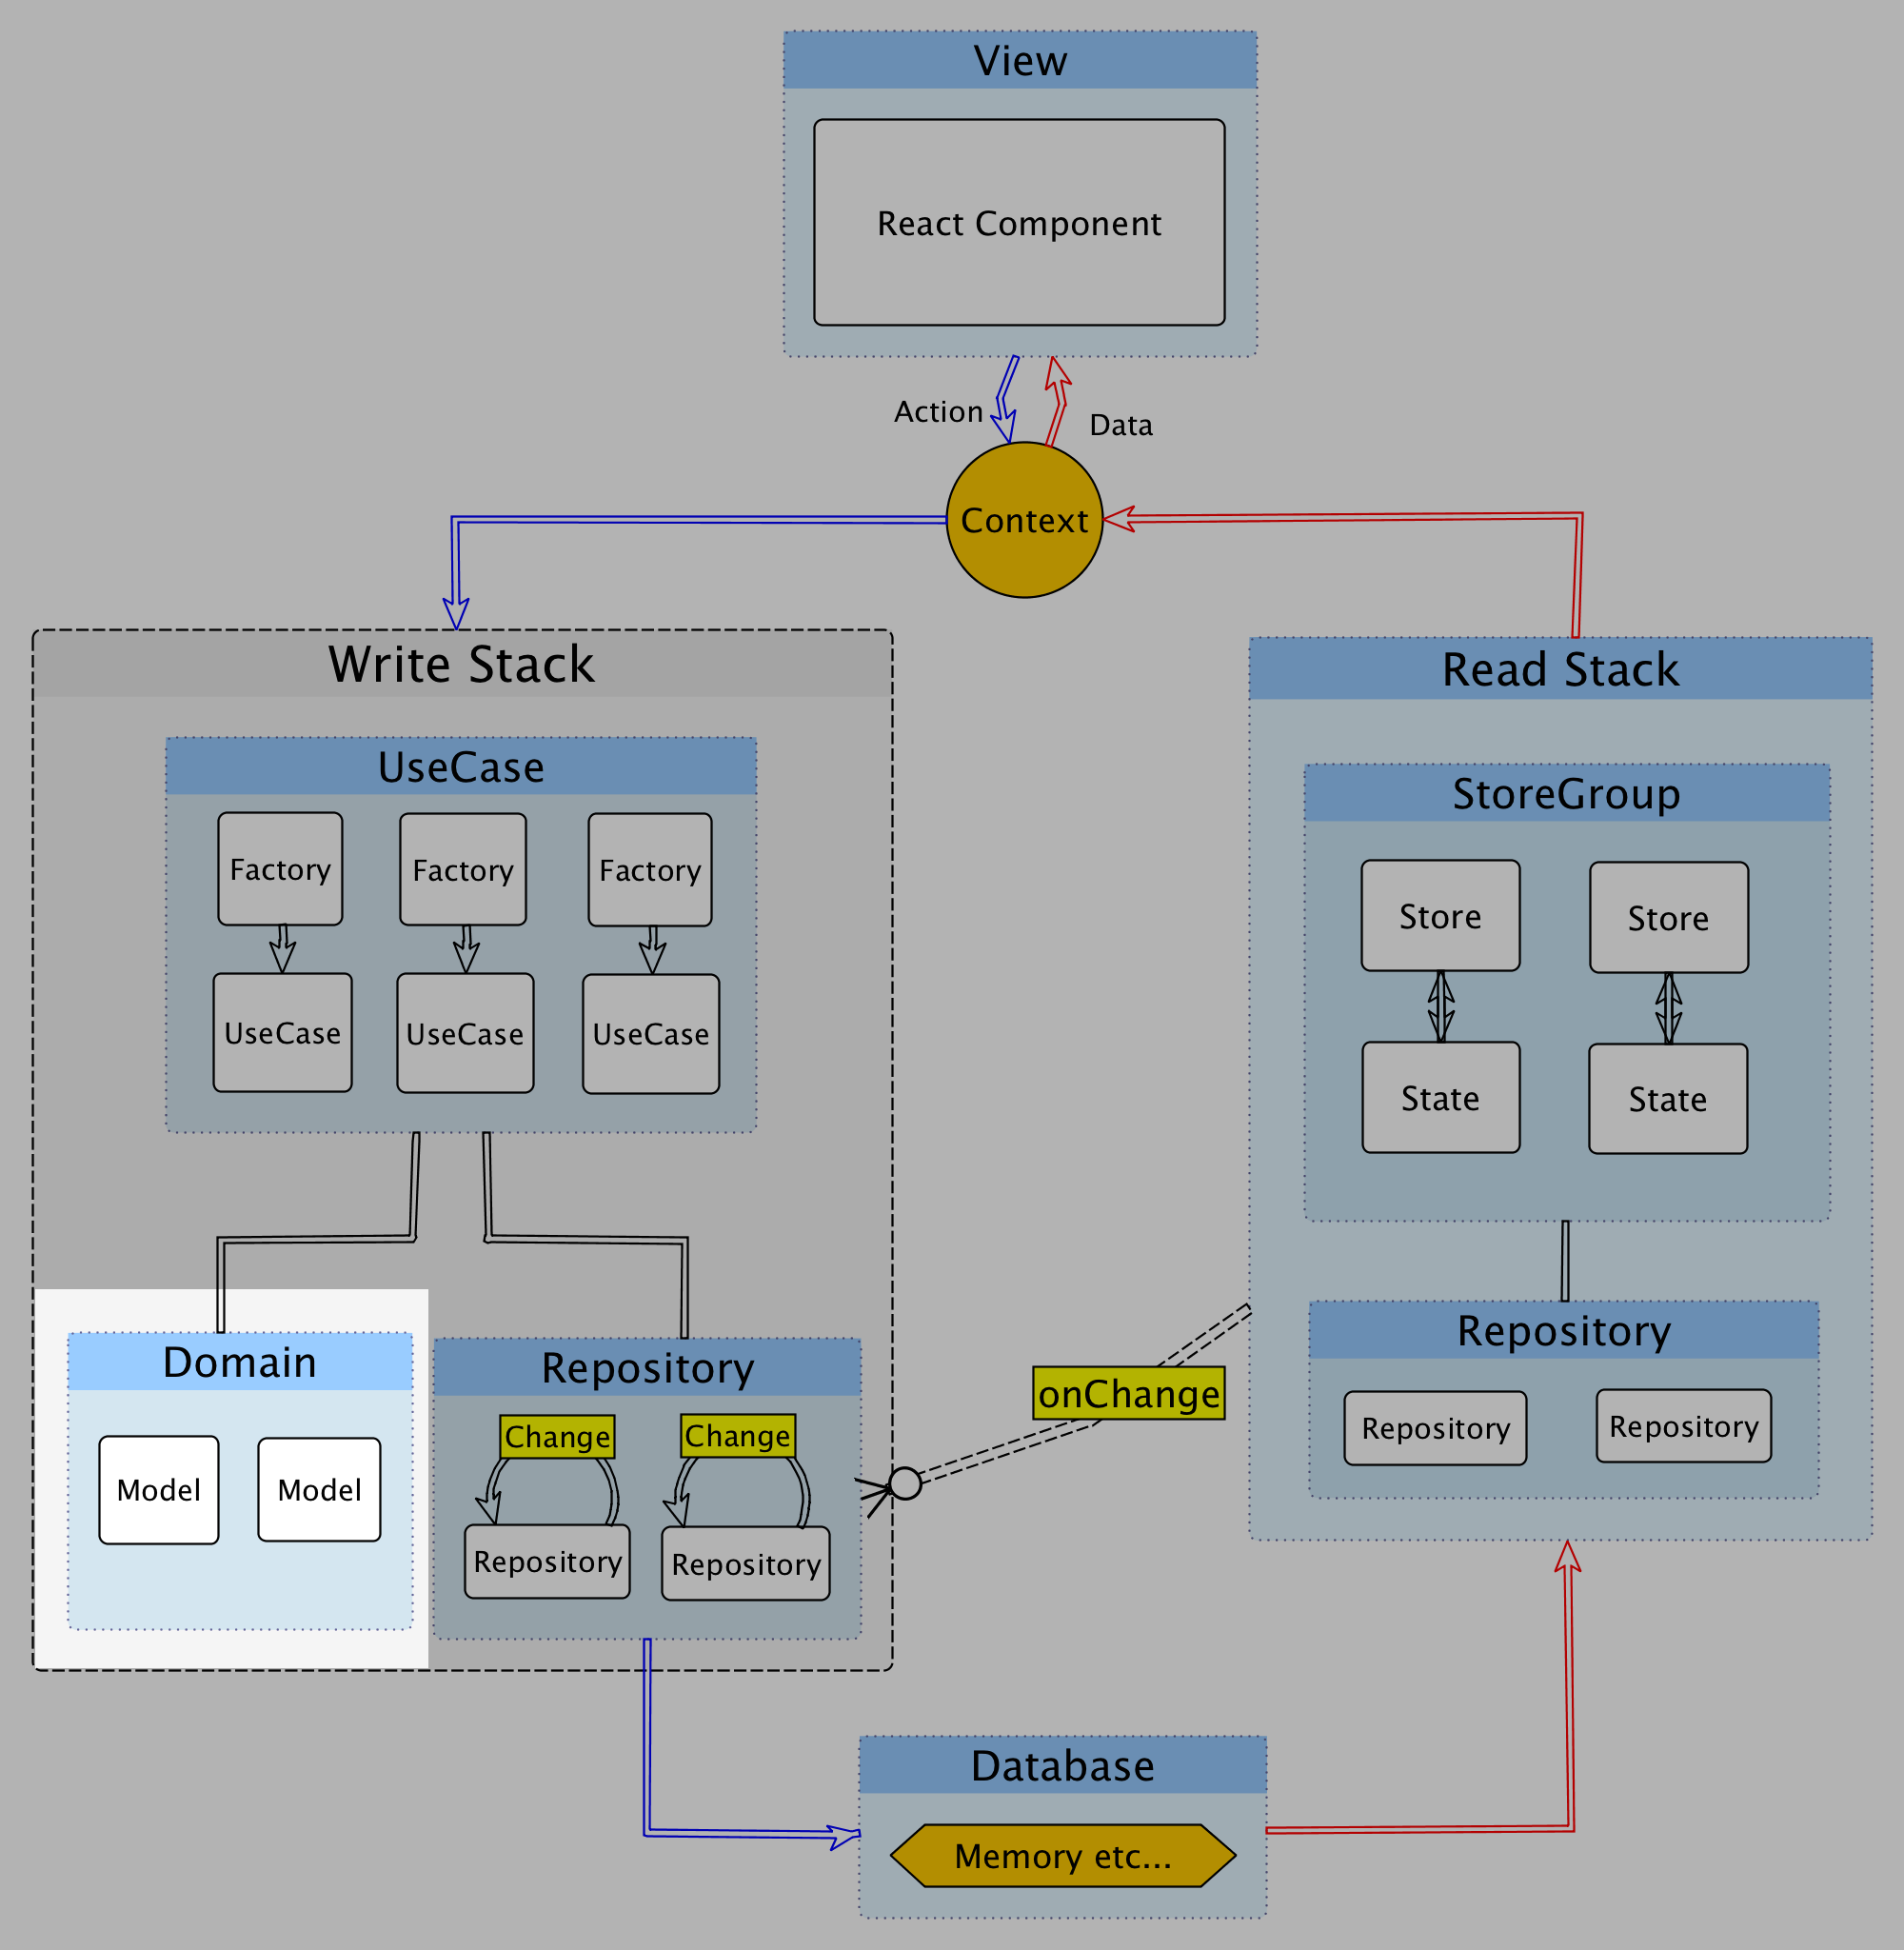 View
React Component
Action
Data
Context
Write Stack
UseCase
Factory
Factory
Factory
UseCase
UseCase
UseCase
Domain
Model
Model
Repository
Change
Change
Repository
Repository
onChange
Read Stack
StoreGroup
Store
Store
State
State
Repository
Repository
Repository
Database
Memory etc...